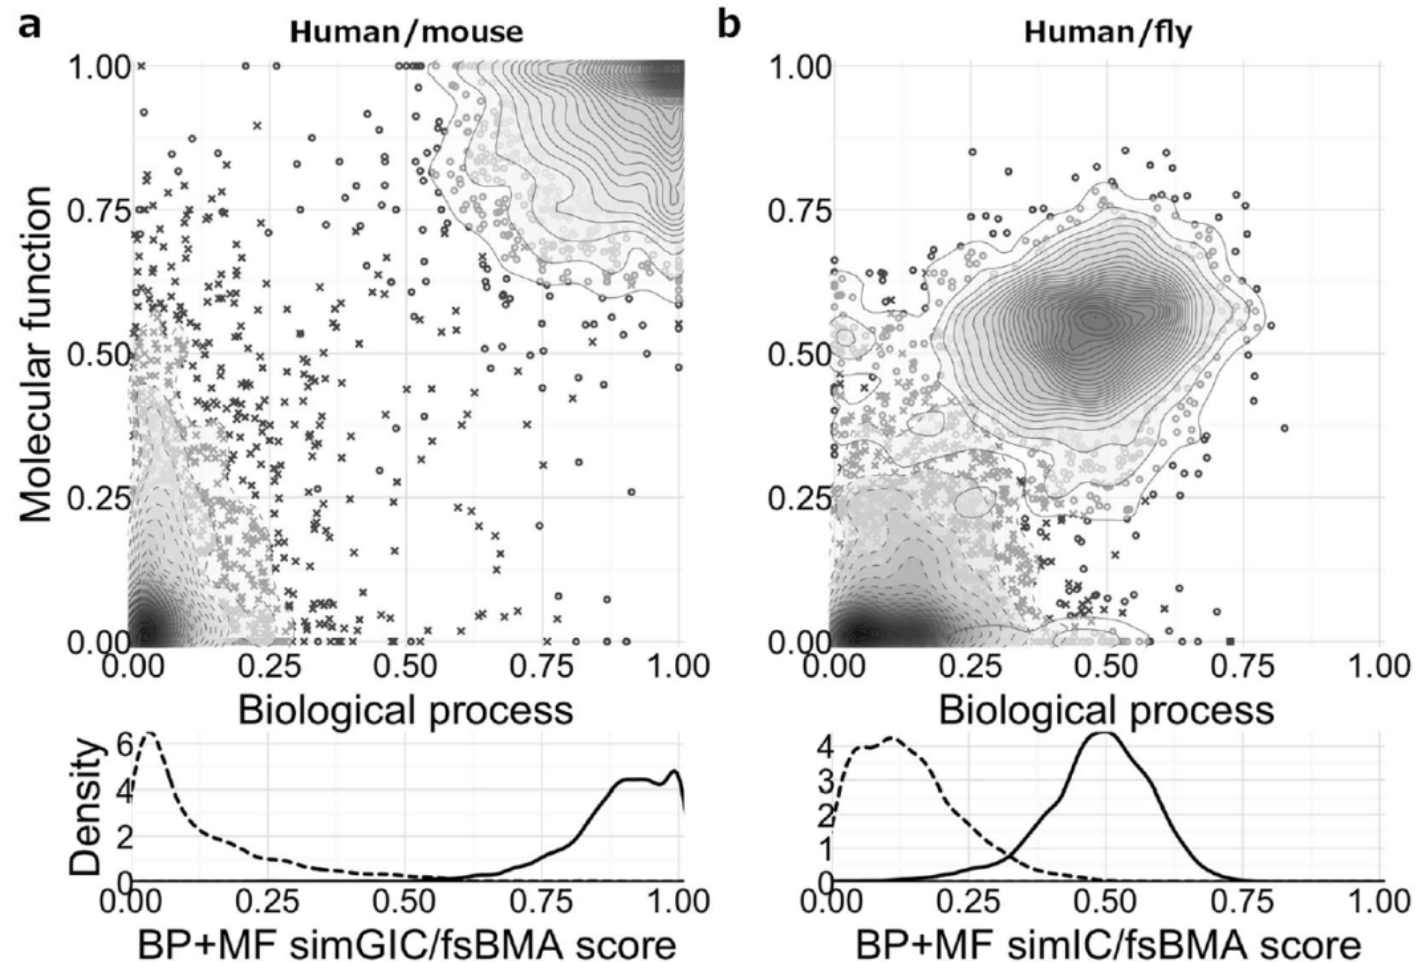 a Human/mouse
b Human/fly
Molecular function
1.00
0.75
0.50
0.25
0.00
0.00 0.25 0.50 0.75 1.00
Biological process
1.00
0.75
0.50
0.25
0.00
0.00 0.25 0.50 0.75 1.00
Biological process
Density
6
4
2
0
0.00 0.25 0.50 0.75 1.00
BP+MF simGIC/fsBMA score
4
3
2
1
0
0.00 0.25 0.50 0.75 1.00
BP+MF simIC/fsBMA score